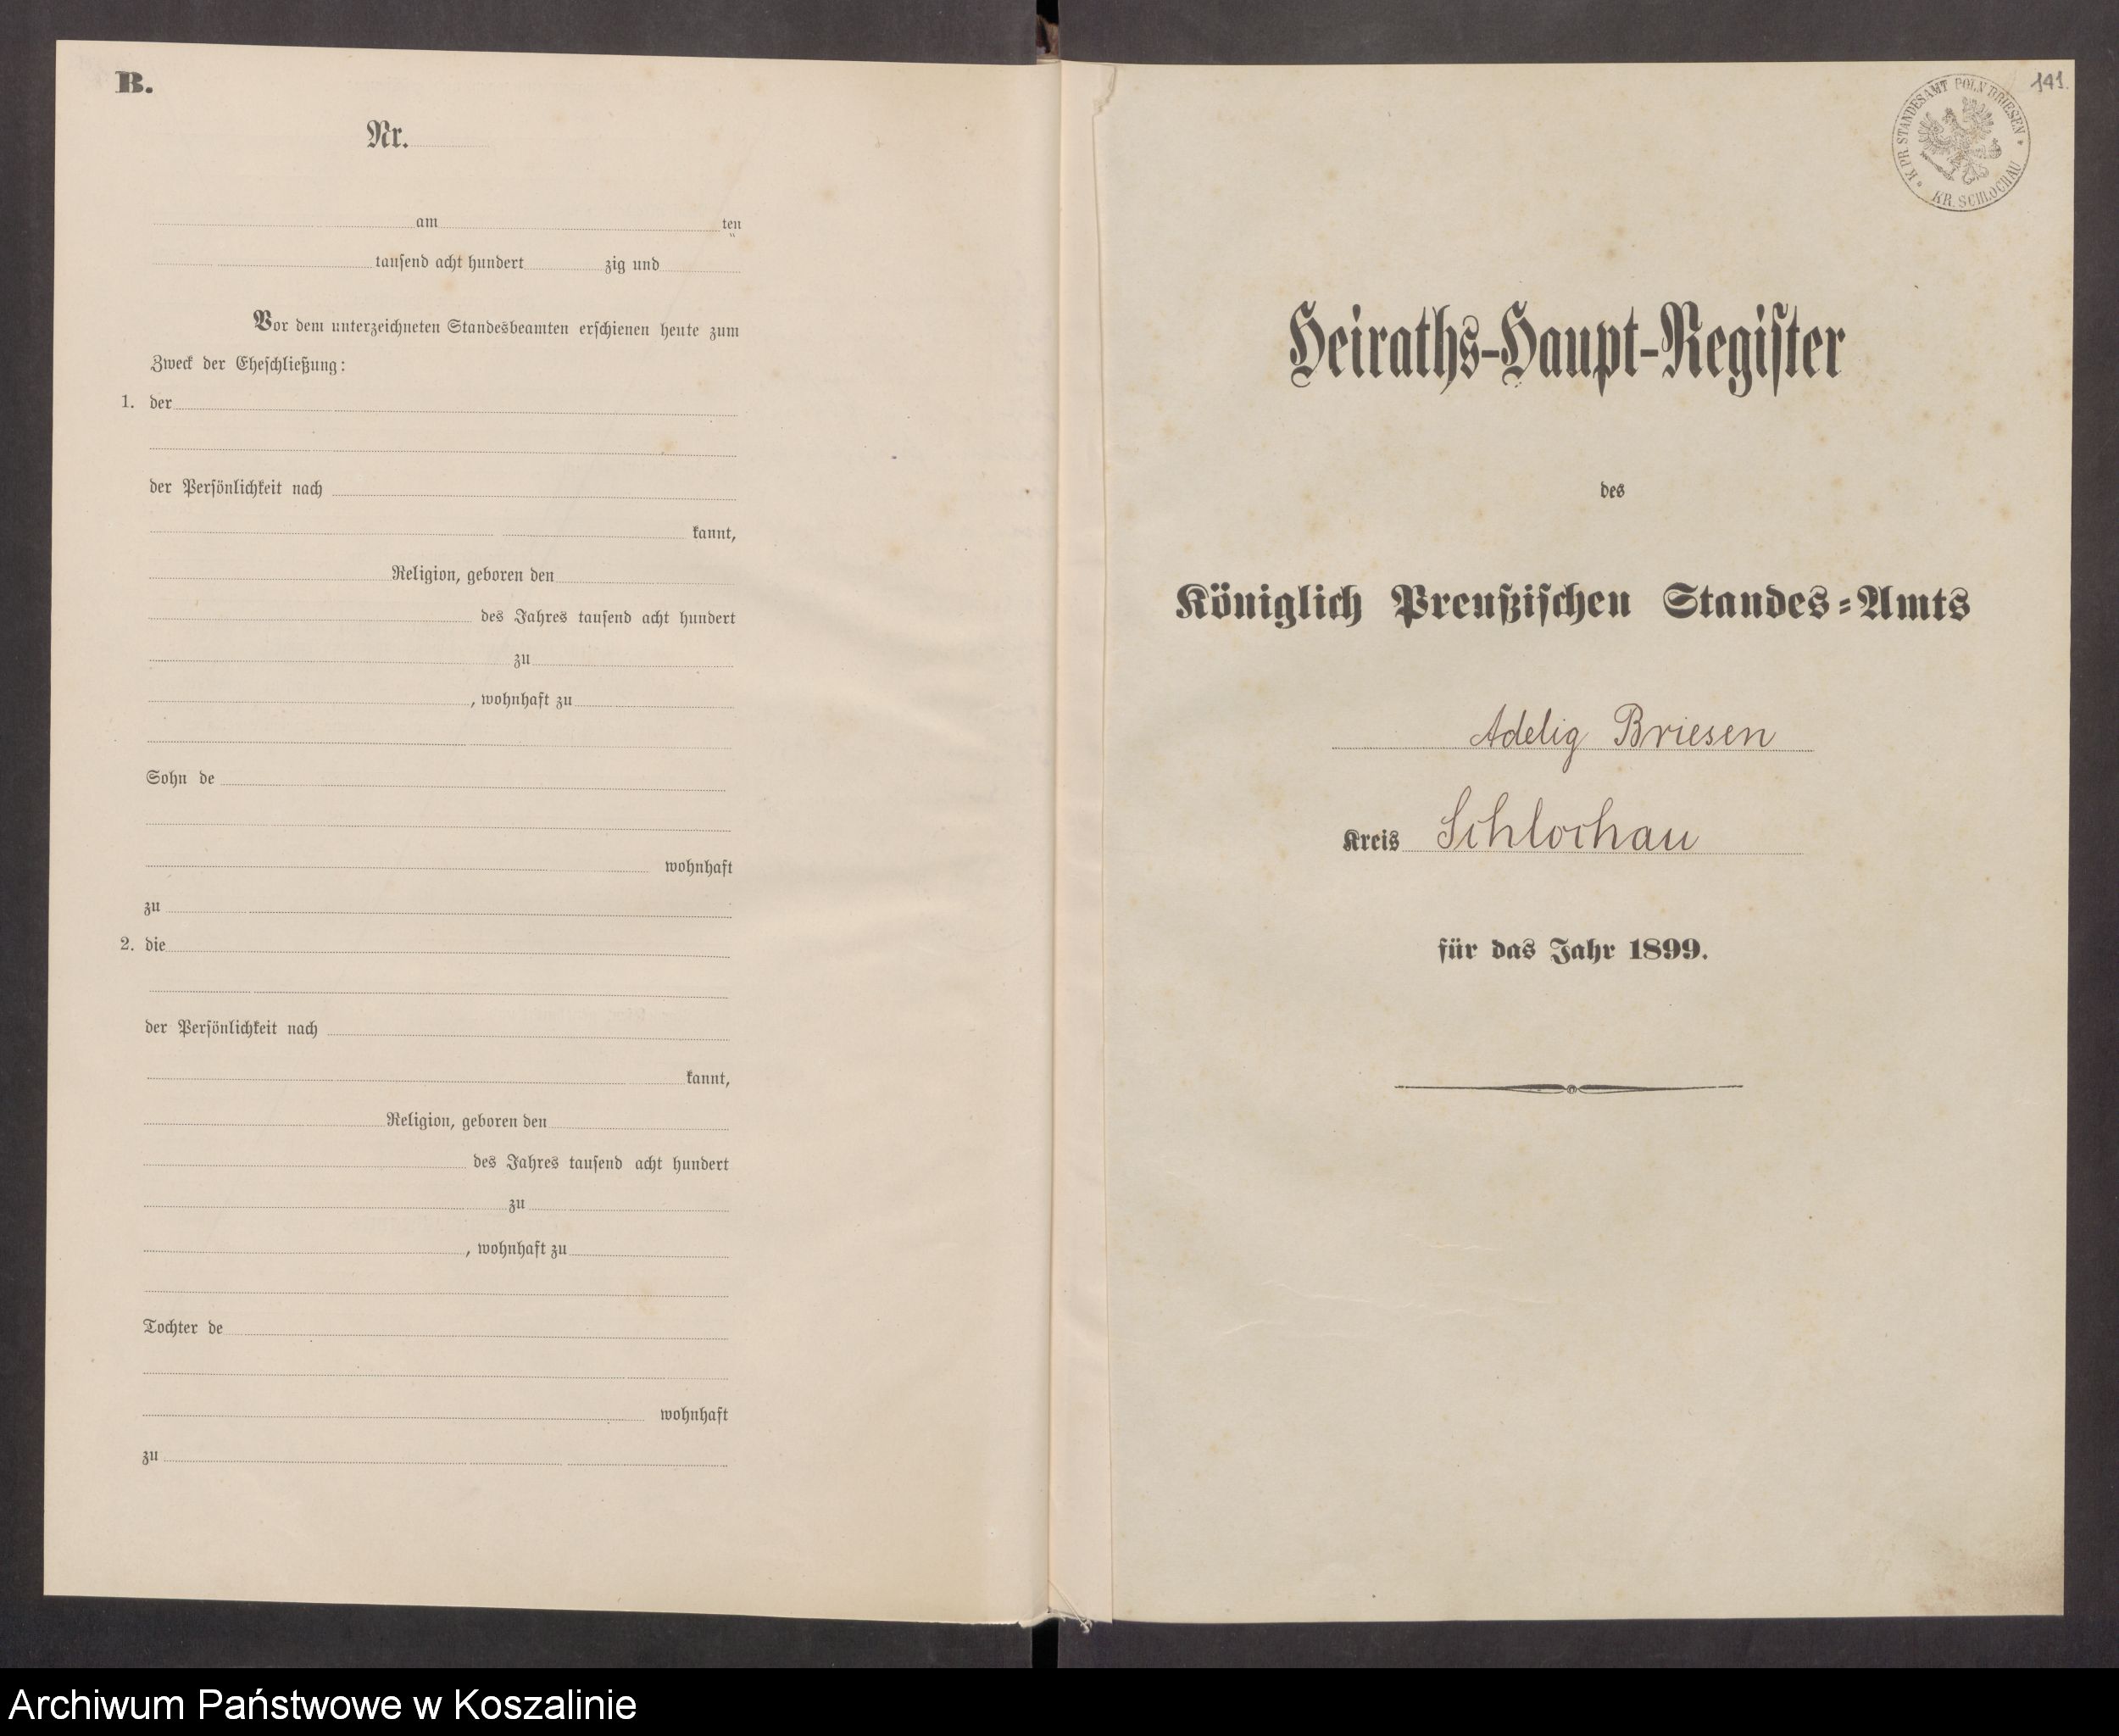 B.
Nr.
am ten
tausend acht hundert zig und
Vor dem unterzeichneten Standesbeamten erschienen heute zum
Zweck der Eheschließung:
1. der
der Persönlichkeit nach
kannt,
Religion, geboren den
des Jahres tausend acht hundert
zu
, wohnhaft zu
Sohn de
wohnhaft
zu
2. die
der Persönlichkeit nach
kannt,
Religion, geboren den
des Jahres tausend acht hundert
zu
, wohnhaft zu
Tochter de
wohnhaft
zu
141.
K. PR. STANDESAMT POLN BRIESEN * KR. SCHLOCHAU *
Heiraths-Haupt-Register
des
Königlich Preußischen Standes-Amts
Adelig Briesen
Kreis Schlochau
für das Jahr 1899.
Archiwum Państwowe w Koszalinie